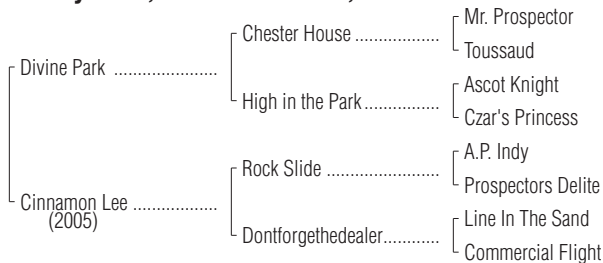 Mr. Prospector
Chester House ..................
Toussaud
Divine Park ......................
Ascot Knight
High in the Park................
Czar's Princess
A.P. Indy
Rock Slide ......................
Prospectors Delite
Cinnamon Lee ..................
(2005)
Line In The Sand
Dontforgethedealer............
Commercial Flight